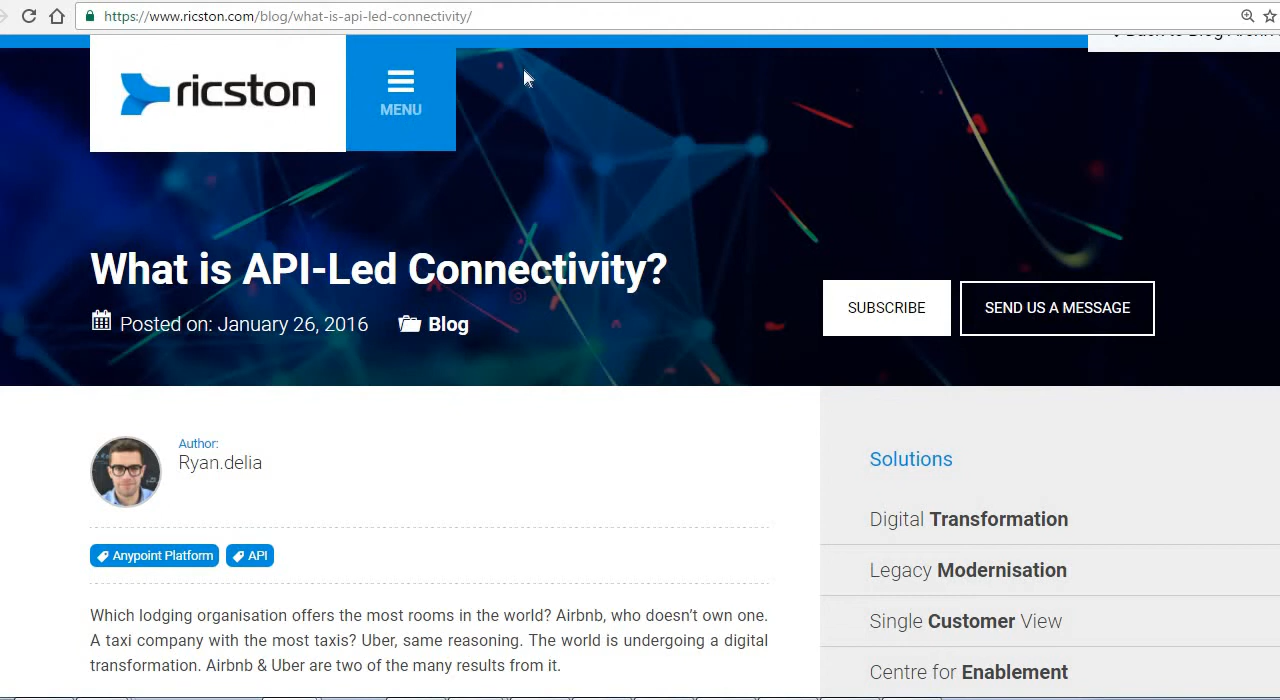 https://www.ricston.com/blog/what-is-api-led-connectivity/
ricston
MENU
What is API-Led Connectivity?
Posted on: January 26, 2016 Blog
SUBSCRIBE
SEND US A MESSAGE
Author:
Ryan.delia
Anypoint Platform API
Which lodging organisation offers the most rooms in the world? Airbnb, who doesn’t own one.
A taxi company with the most taxis? Uber, same reasoning. The world is undergoing a digital
transformation. Airbnb & Uber are two of the many results from it.
Solutions
Digital Transformation
Legacy Modernisation
Single Customer View
Centre for Enablement